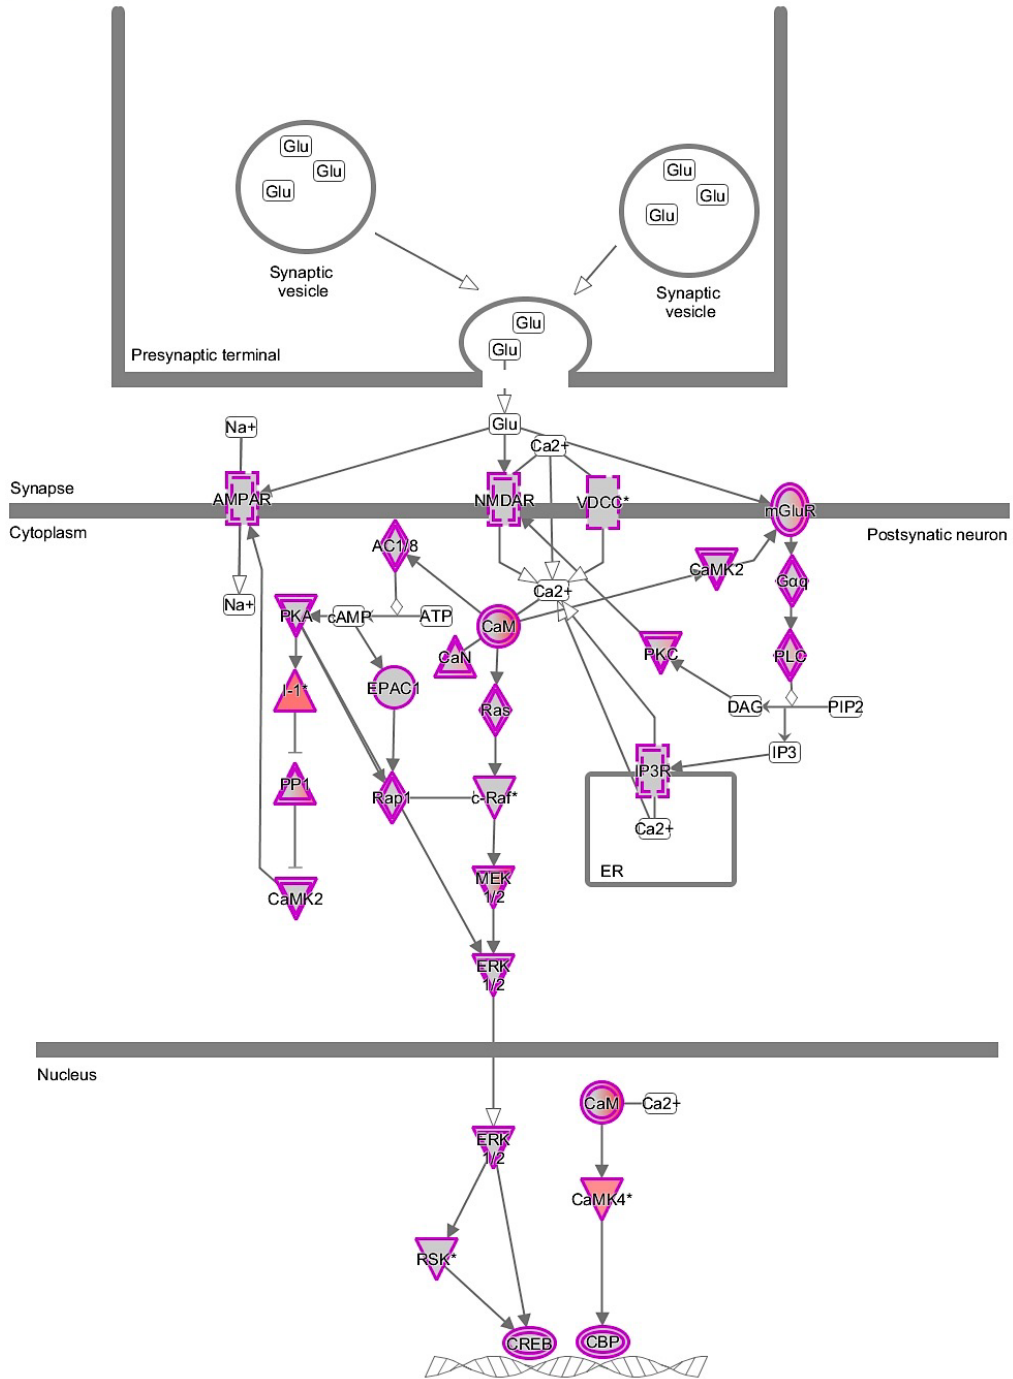 Glu
Glu
Glu
Glu
Glu
Glu
Synaptic
vesicle
Synaptic
vesicle
Glu
Glu
Presynaptic terminal
Na+
Glu
Ca2+
Synapse
AMPAR
NMDAR
VDCC*
mGluR
Cytoplasm
Postsynatic neuron
AC1/8
CaMK2
Gαq
Ca2+
Na+
PKA
cAMP
ATP
CaM
CaN
PKC
PLC
I-1*
EPAC1
Ras
DAG
PIP2
IP3
IP3R
PP1
Rap1
c-Raf*
Ca2+
ER
MEK
1/2
CaMK2
ERK
1/2
Nucleus
CaM
Ca2+
ERK
1/2
CaMK4*
RSK*
CREB
CBP